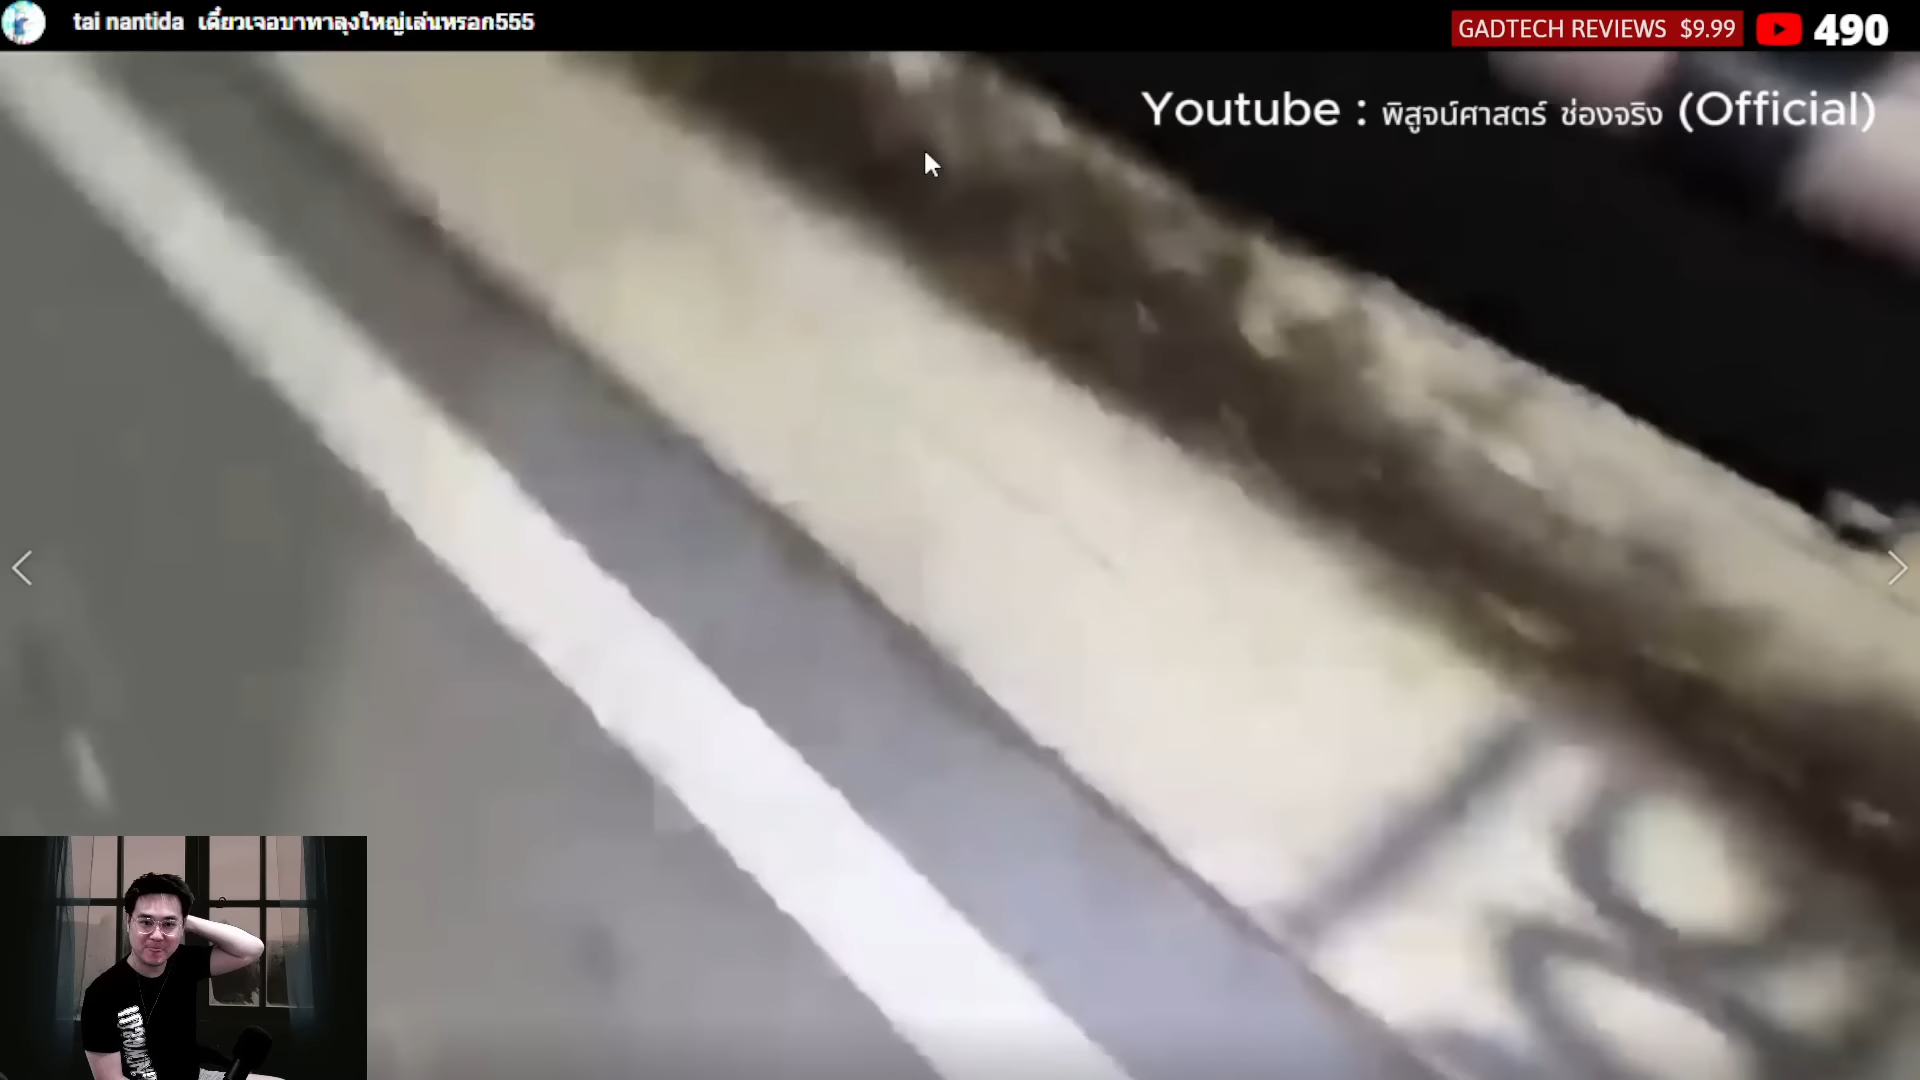 tai nantida เดี๋ยวเจอบาทาลุงใหญ่เล่นหรอก555
GADTECH REVIEWS $9.99
490
Youtube : พิสูจน์ศาสตร์ ช่องจริง (Official)